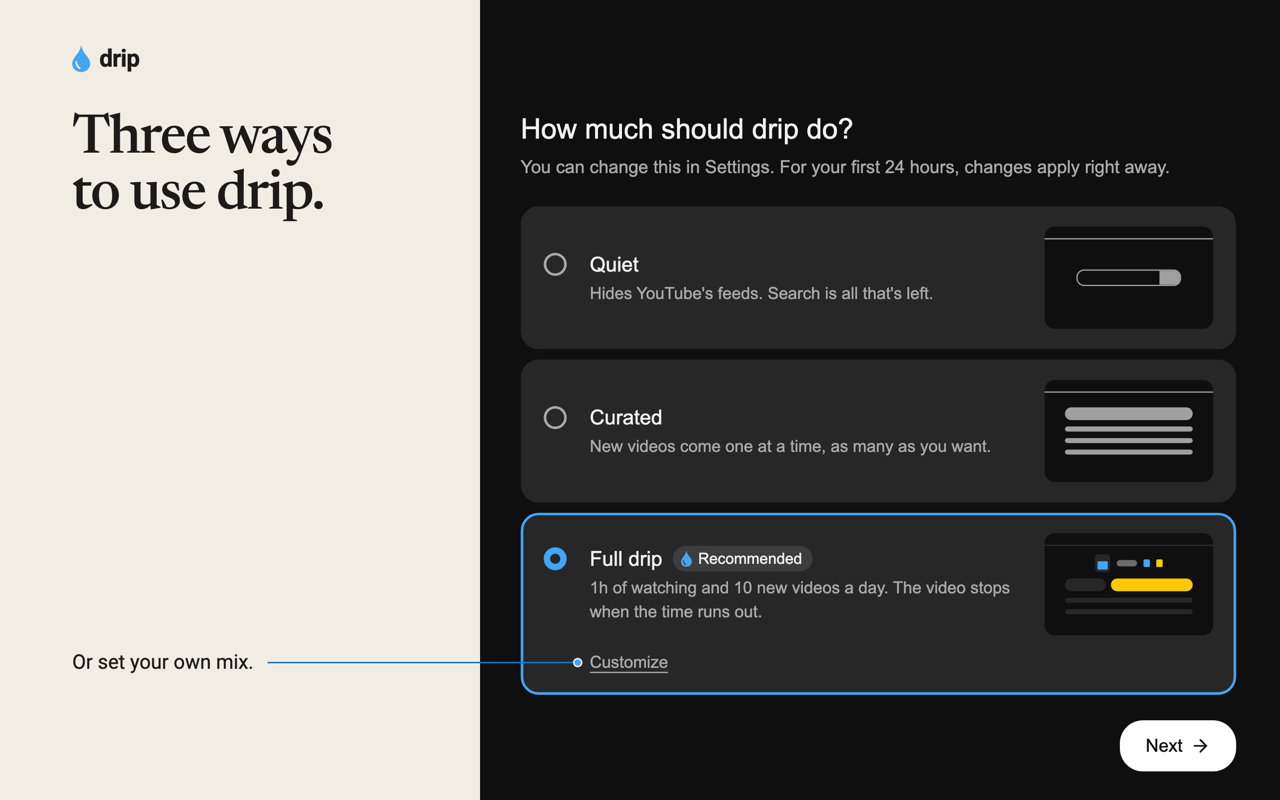 drip
Three ways
to use drip.
How much should drip do?
You can change this in Settings. For your first 24 hours, changes apply right away.
Quiet
Hides YouTube's feeds. Search is all that's left.
Curated
New videos come one at a time, as many as you want.
Full drip
Recommended
1h of watching and 10 new videos a day. The video stops
when the time runs out.
Or set your own mix.
Customize
Next →